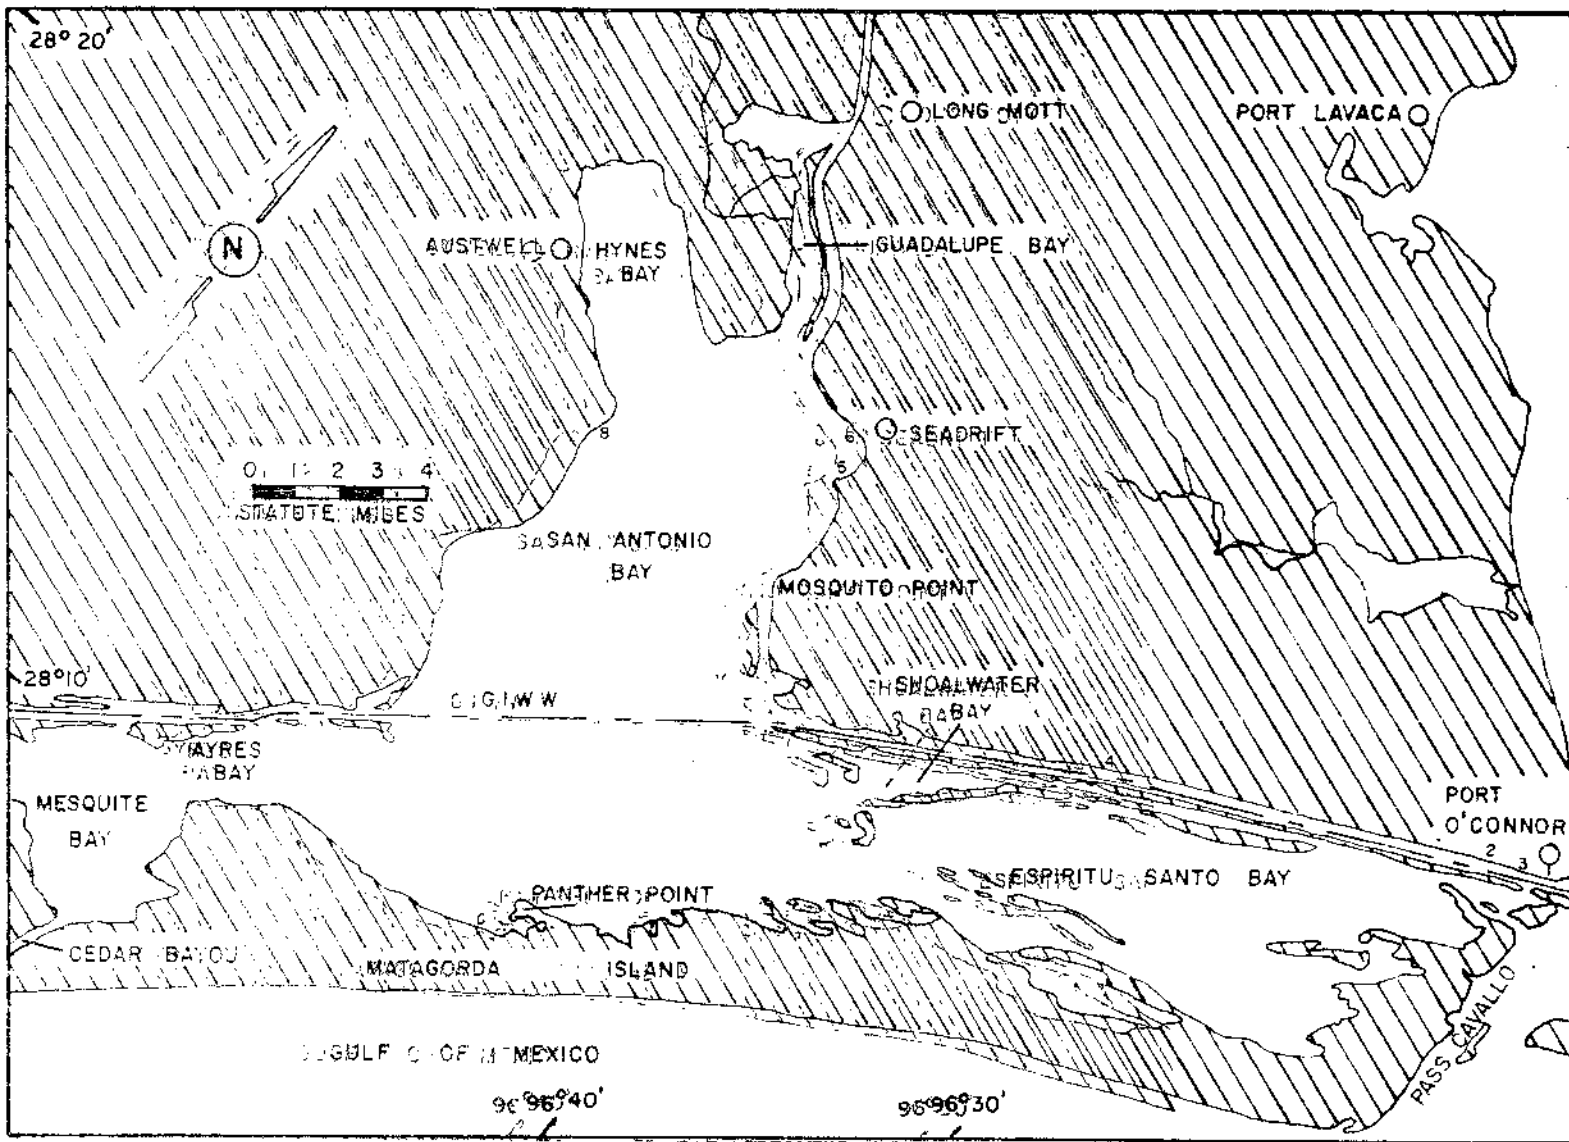 28° 20'
LONG MOTT
PORT LAVACA
N
AUSTWELL
HYNES
BAY
GUADALUPE BAY
8
6
SEADRIFT
5
0 1 2 3 4
STATUTE MILES
SAN ANTONIO
BAY
MOSQUITO POINT
28°10'
G I W W
SHOALWATER
BAY
AYRES
BAY
4
MESQUITE
BAY
PORT
O'CONNOR
2
3
1
ESPIRITU SANTO BAY
PANTHER POINT
CEDAR BAYOU
MATAGORDA ISLAND
PASS CAVALLO
GULF OF MEXICO
96°40'
96°30'